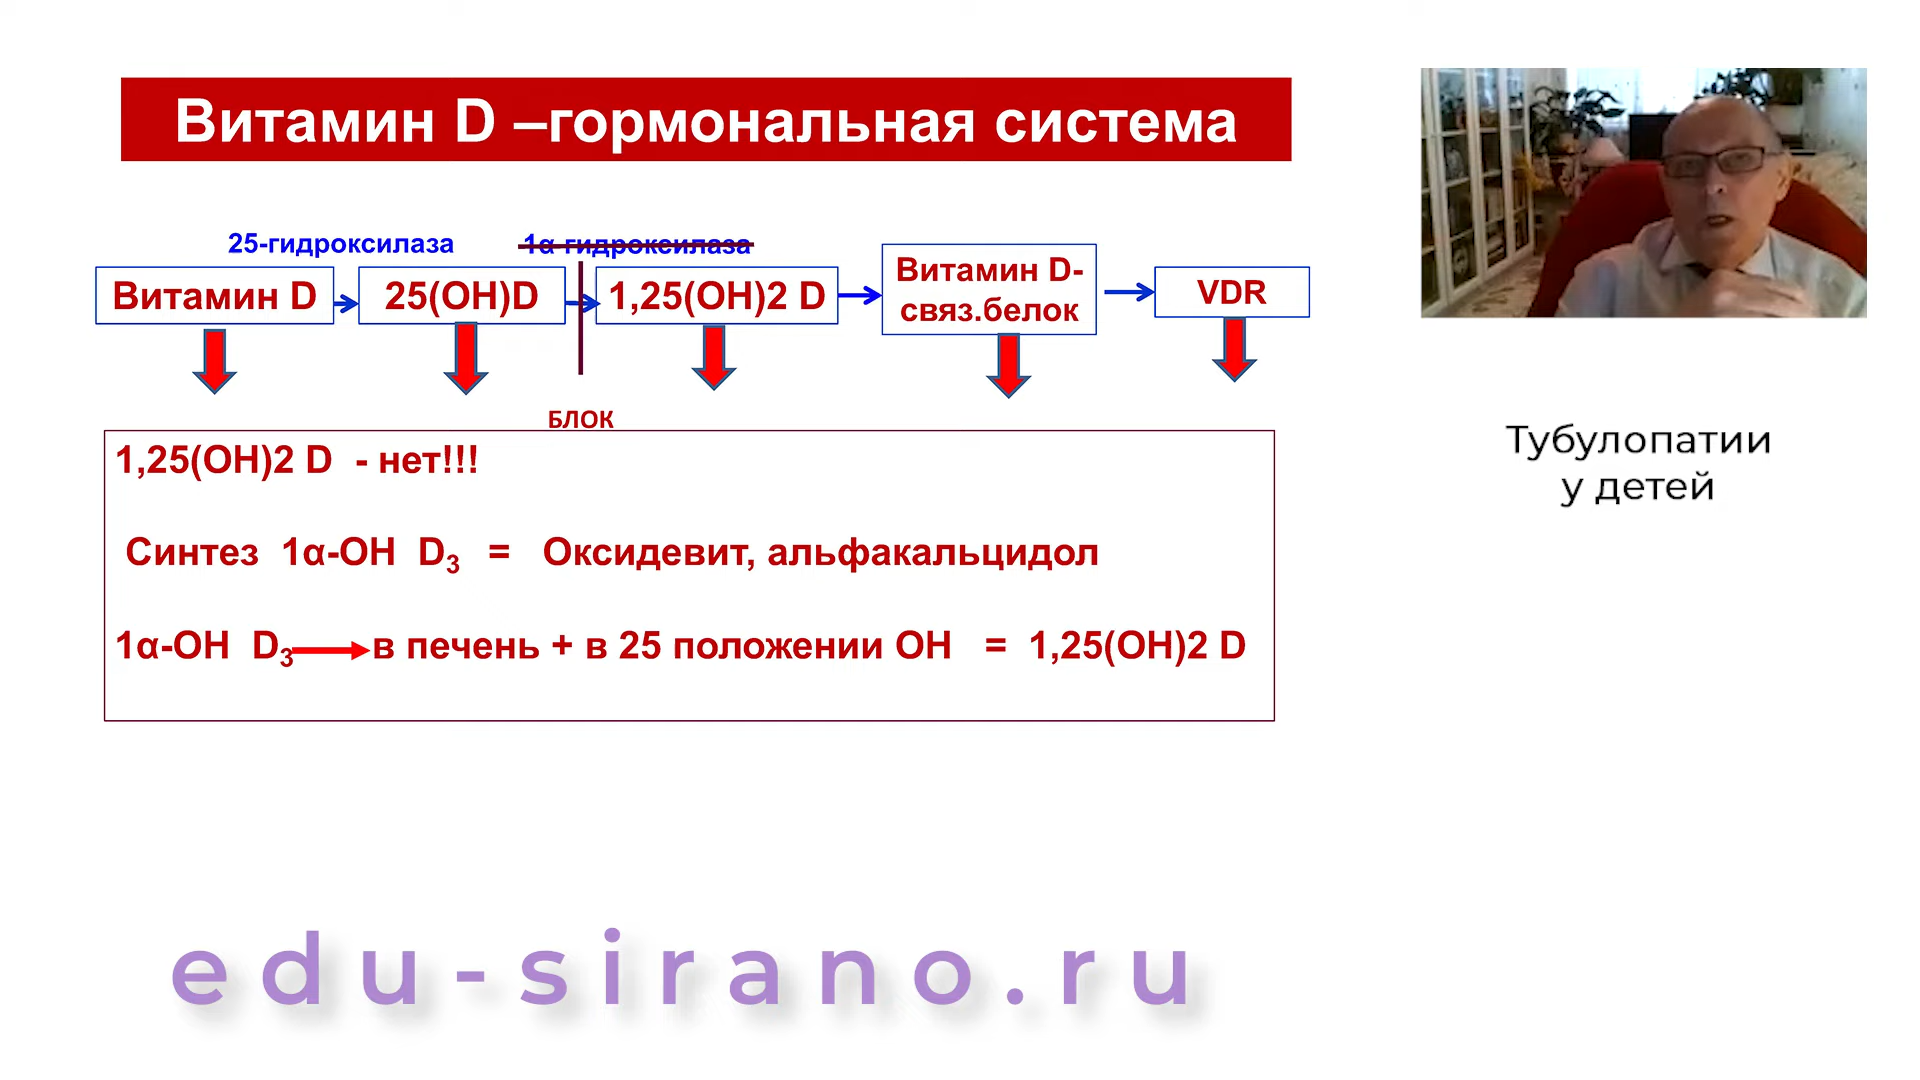 Витамин D –гормональная система
25-гидроксилаза
1α-гидроксилаза
Витамин D
25(OH)D
1,25(OH)2 D
Витамин D-
связ.белок
VDR
БЛОК
1,25(OH)2 D - нет!!!
Синтез 1α-OH D₃ = Оксидевит, альфакальцидол
1α-OH D₃ в печень + в 25 положении OH = 1,25(OH)2 D
Тубулопатии
у детей
edu-sirano.ru